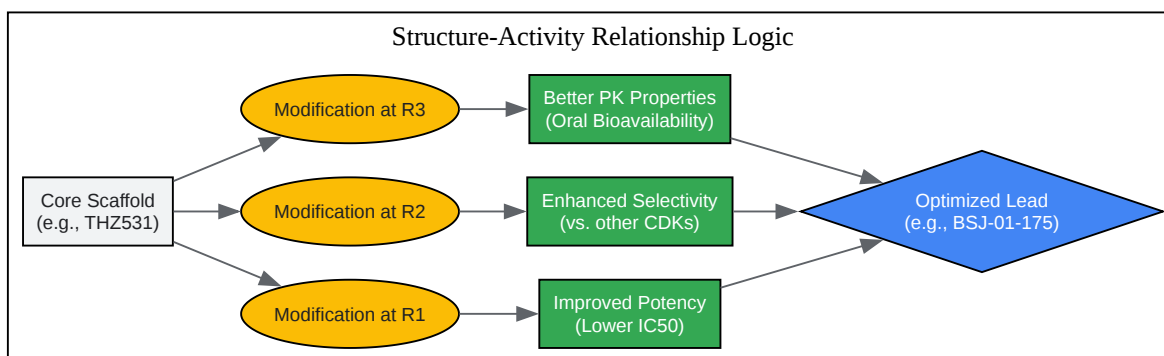 Structure-Activity Relationship Logic
Modification at R3
Better PK Properties
(Oral Bioavailability)
Core Scaffold
(e.g., THZ531)
Modification at R2
Enhanced Selectivity
(vs. other CDKs)
Optimized Lead
(e.g., BSJ-01-175)
Modification at R1
Improved Potency
(Lower IC50)